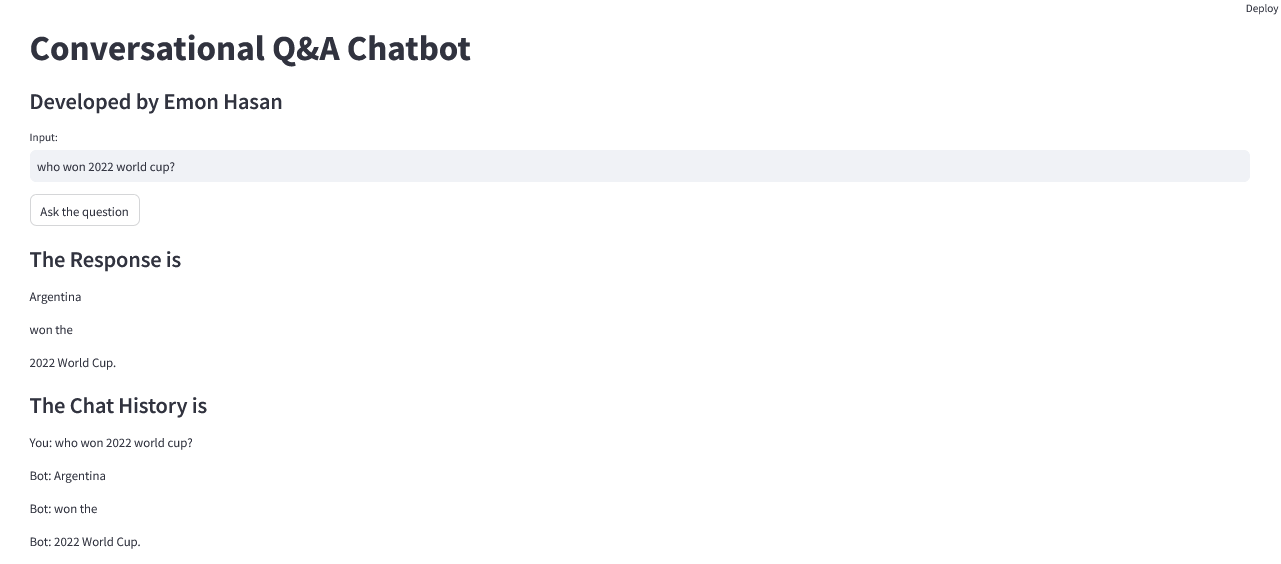 Deploy
Conversational Q&A Chatbot
Developed by Emon Hasan
Input:
who won 2022 world cup?
Ask the question
The Response is
Argentina
won the
2022 World Cup.
The Chat History is
You: who won 2022 world cup?
Bot: Argentina
Bot: won the
Bot: 2022 World Cup.